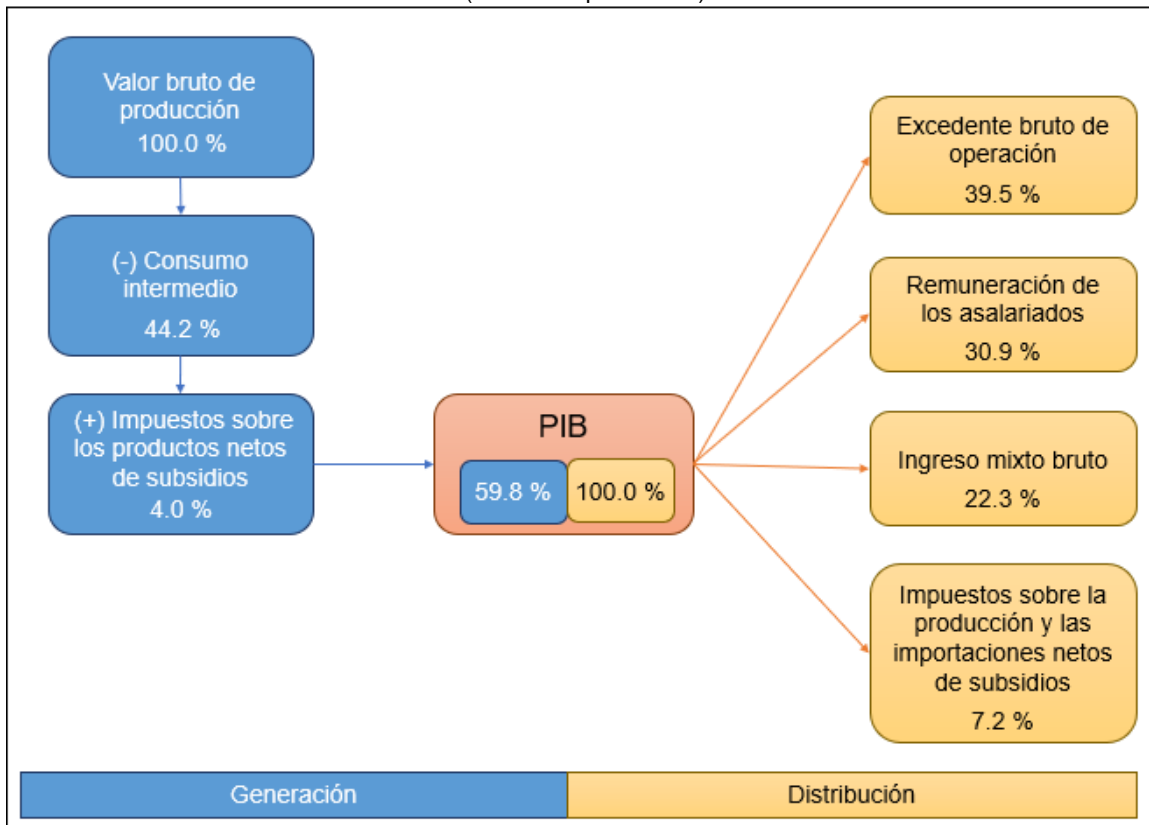 Valor bruto de
producción
100.0 %
(-) Consumo
intermedio
44.2 %
(+) Impuestos sobre
los productos netos
de subsidios
4.0 %
PIB
59.8 %
100.0 %
Excedente bruto de
operación
39.5 %
Remuneración de
los asalariados
30.9 %
Ingreso mixto bruto
22.3 %
Impuestos sobre la
producción y las
importaciones netos
de subsidios
7.2 %
Generación
Distribución